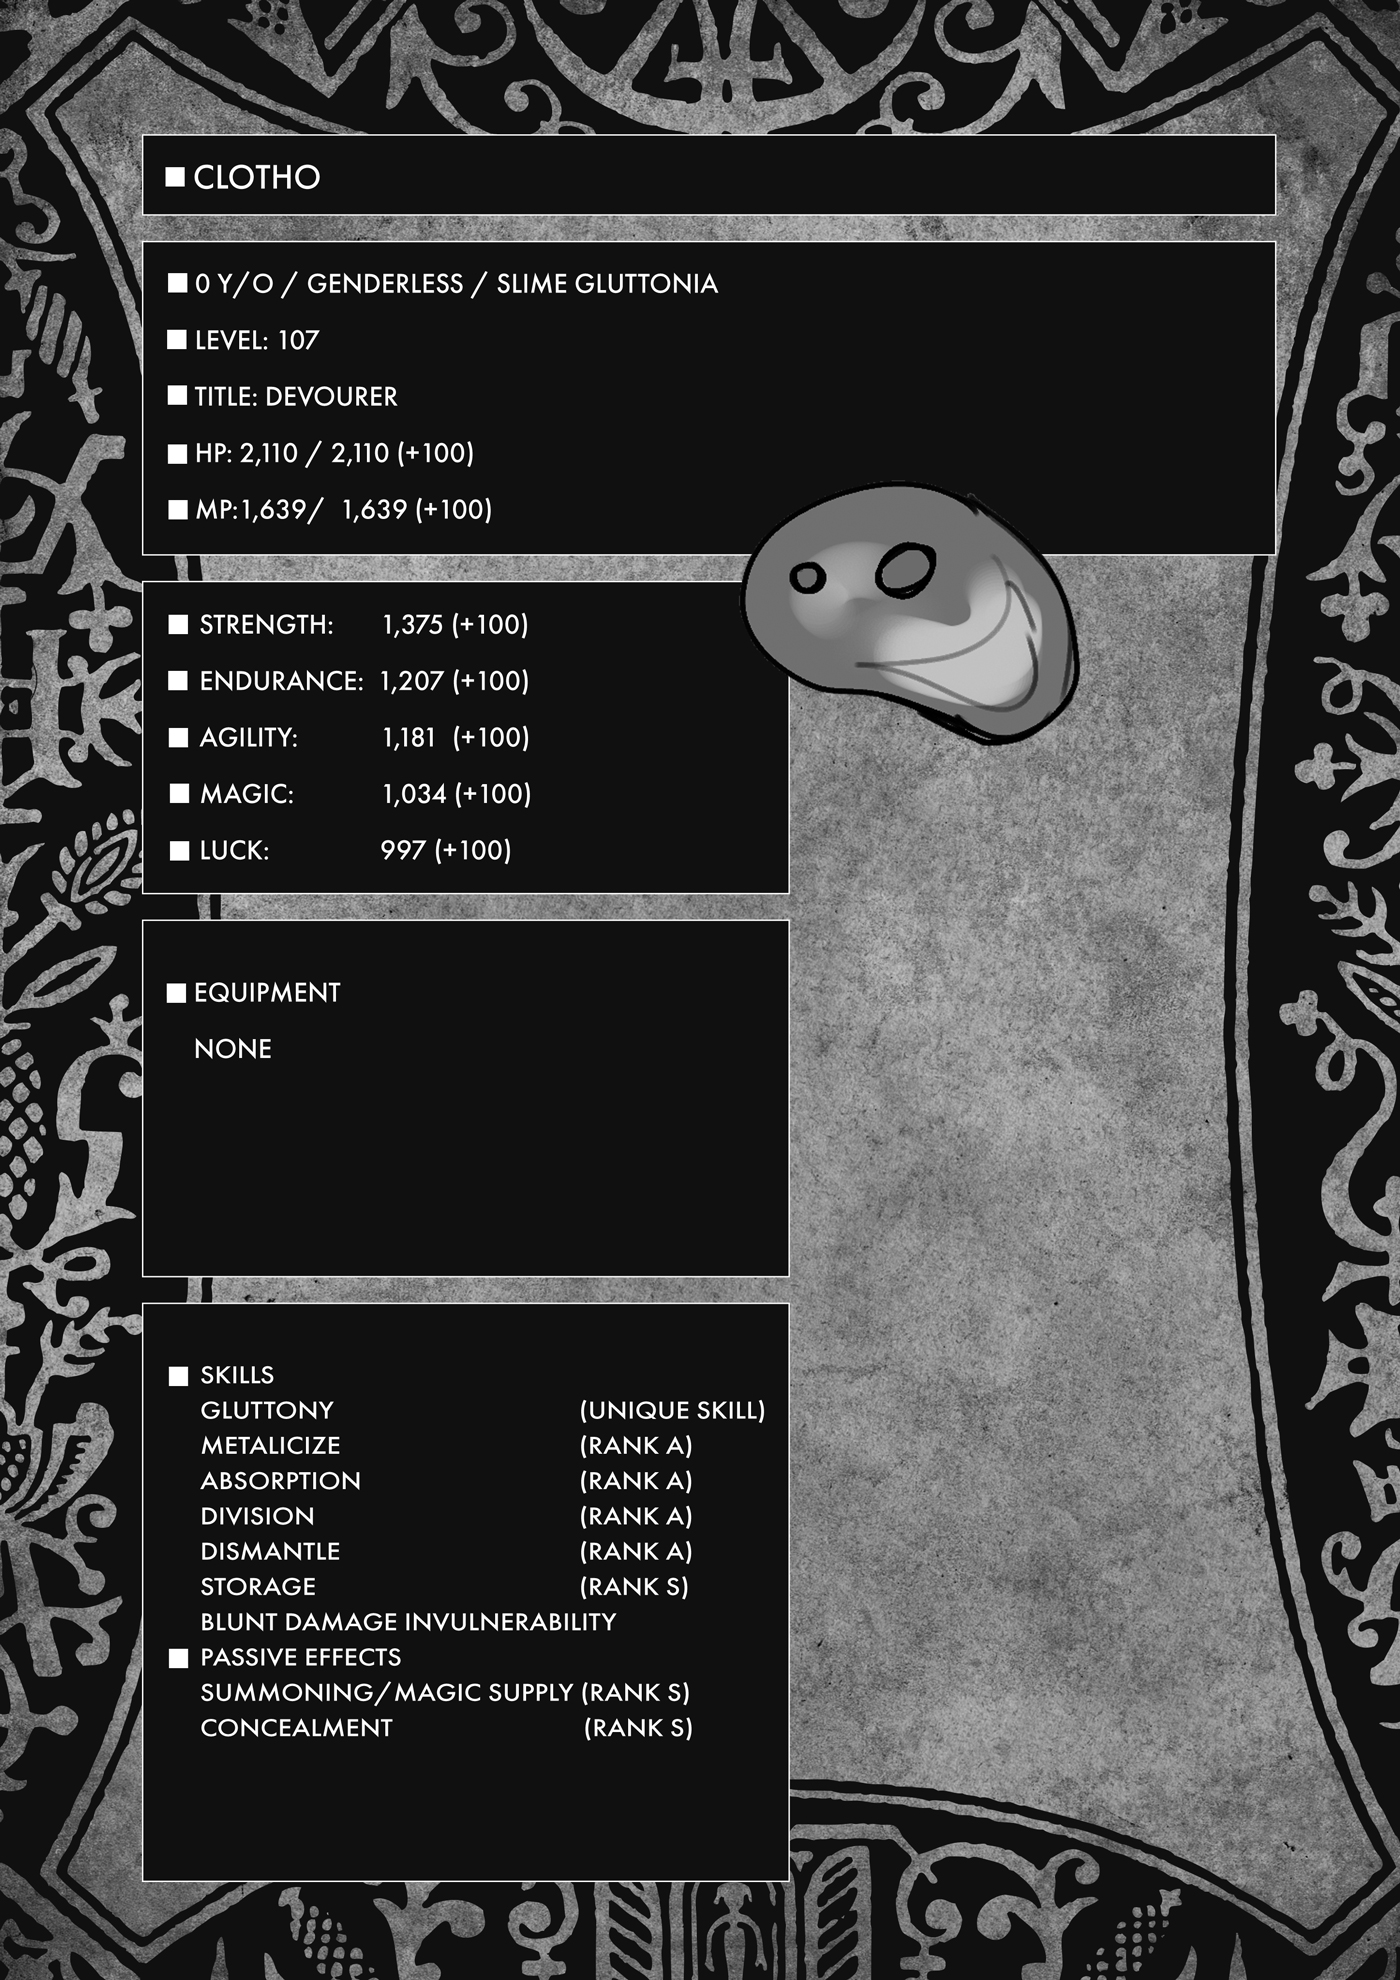 ■ CLOTHO
■ 0 Y/O / GENDERLESS / SLIME GLUTTONIA
■ LEVEL: 107
■ TITLE: DEVOURER
■ HP: 2,110 / 2,110 (+100)
■ MP:1,639/ 1,639 (+100)
■ STRENGTH: 1,375 (+100)
■ ENDURANCE: 1,207 (+100)
■ AGILITY: 1,181 (+100)
■ MAGIC: 1,034 (+100)
■ LUCK: 997 (+100)
■ EQUIPMENT
NONE
■ SKILLS
GLUTTONY (UNIQUE SKILL)
METALICIZE (RANK A)
ABSORPTION (RANK A)
DIVISION (RANK A)
DISMANTLE (RANK A)
STORAGE (RANK S)
BLUNT DAMAGE INVULNERABILITY
■ PASSIVE EFFECTS
SUMMONING/MAGIC SUPPLY (RANK S)
CONCEALMENT (RANK S)